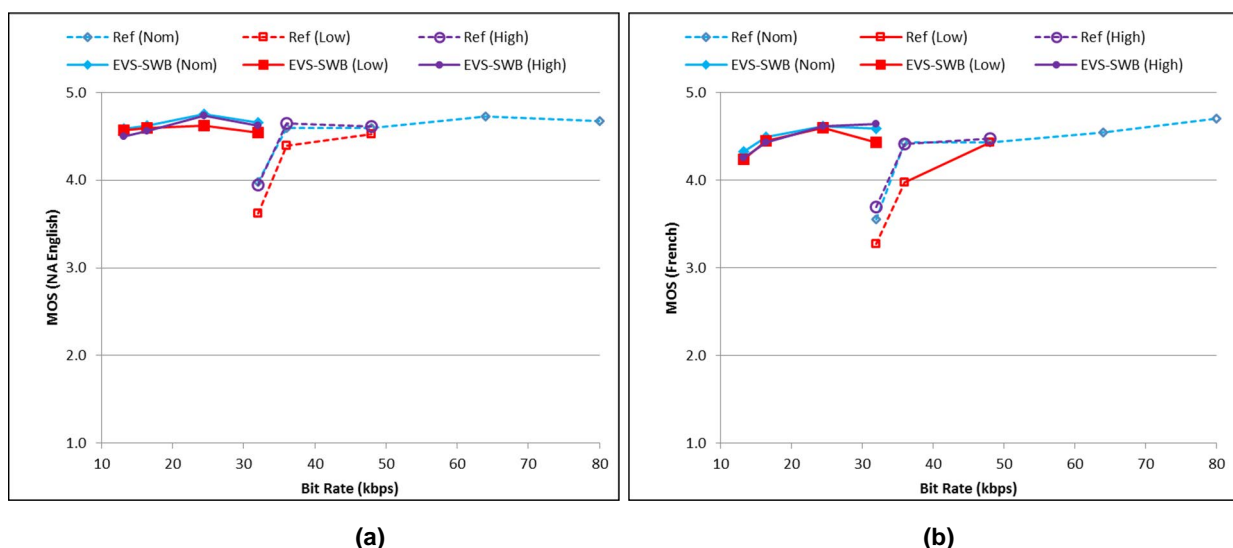 Ref (Nom) Ref (Low) Ref (High)
EVS-SWB (Nom) EVS-SWB (Low) EVS-SWB (High)
5.0
4.0
3.0
2.0
1.0
MOS (NA English)
10 20 30 40 50 60 70 80
Bit Rate (kbps)
(a)
Ref (Nom) Ref (Low) Ref (High)
EVS-SWB (Nom) EVS-SWB (Low) EVS-SWB (High)
5.0
4.0
3.0
2.0
1.0
MOS (French)
10 20 30 40 50 60 70 80
Bit Rate (kbps)
(b)